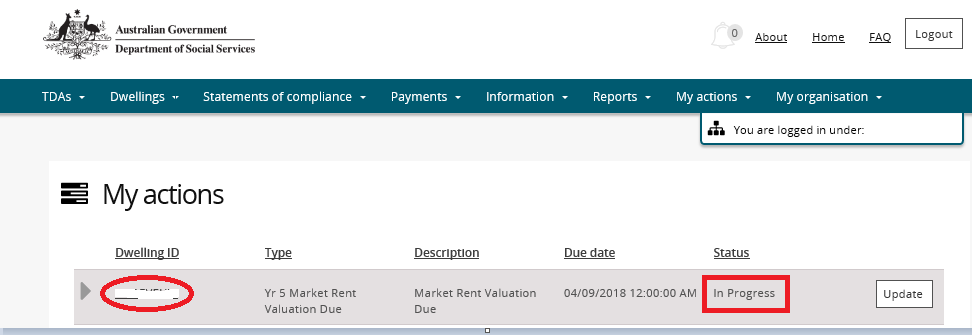 Australian Government
Department of Social Services
0
About
Home
FAQ
Logout
TDAs
Dwellings
Statements of compliance
Payments
Information
Reports
My actions
My organisation
You are logged in under:
My actions
Dwelling ID
Type
Description
Due date
Status
Yr 5 Market Rent
Valuation Due
Market Rent Valuation
Due
04/09/2018 12:00:00 AM
In Progress
Update